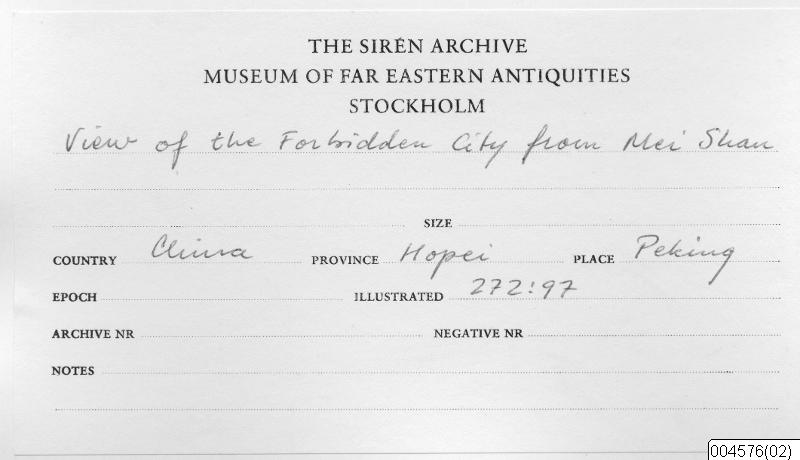 THE SIRÉN ARCHIVE
MUSEUM OF FAR EASTERN ANTIQUITIES
STOCKHOLM
View of the Forbidden City from Mei Shan
SIZE
COUNTRY China PROVINCE Hopei PLACE Peking
EPOCH ILLUSTRATED 272:97
ARCHIVE NR NEGATIVE NR
NOTES
004576(02)